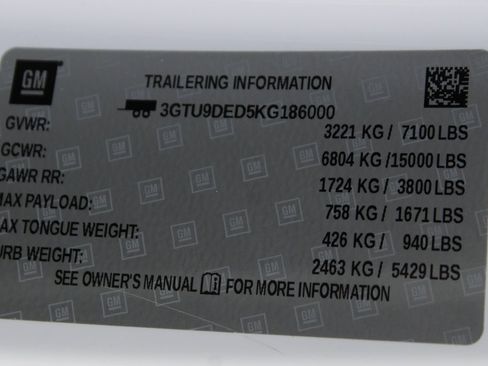 GM
TRAILERING INFORMATION
3GTU9DED5KG186000
GVWR: 3221 KG / 7100 LBS
GCWR: 6804 KG /15000 LBS
GAWR RR: 1724 KG / 3800 LBS
MAX PAYLOAD: 758 KG / 1671 LBS
AX TONGUE WEIGHT: 426 KG / 940 LBS
URB WEIGHT: 2463 KG / 5429 LBS
SEE OWNER'S MANUAL FOR MORE INFORMATION